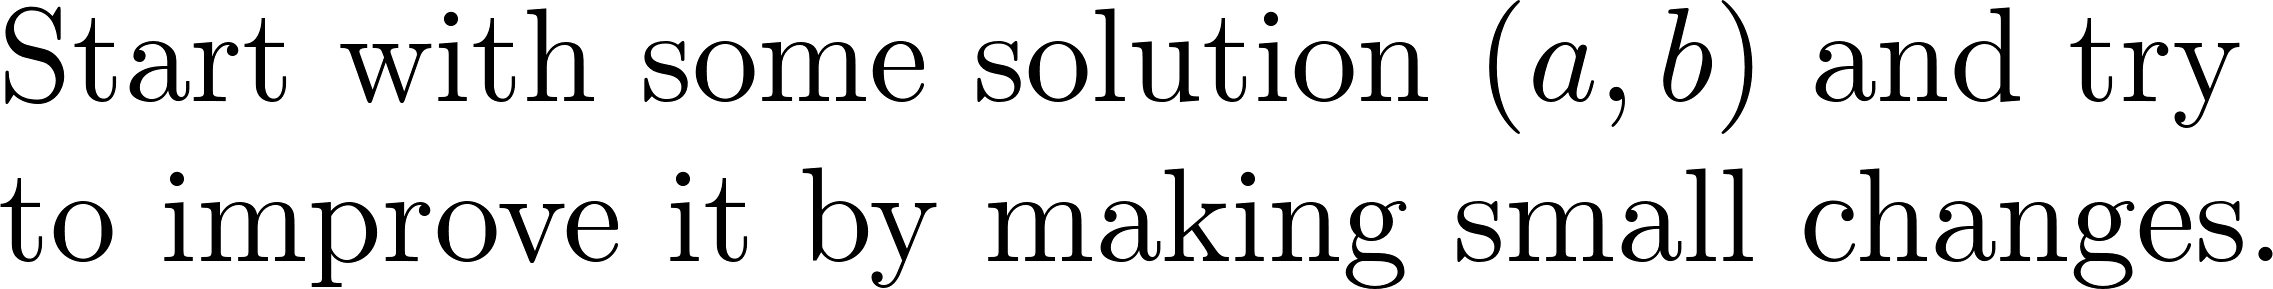 Start with some solution (a, b) and try
to improve it by making small changes.